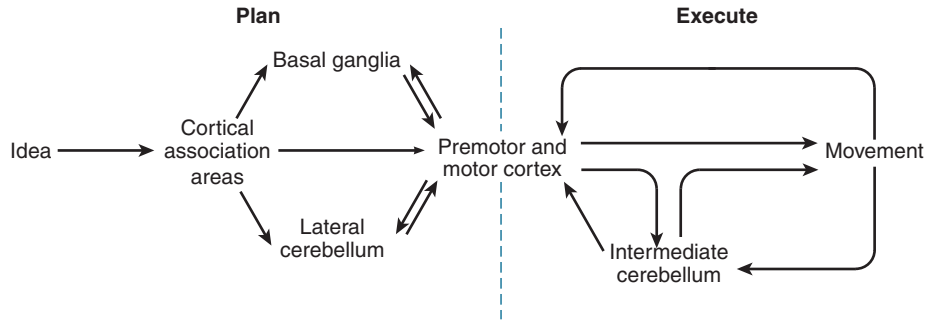 Plan
Execute
Basal ganglia
Idea
Cortical
association
areas
Premotor and
motor cortex
Movement
Lateral
cerebellum
Intermediate
cerebellum